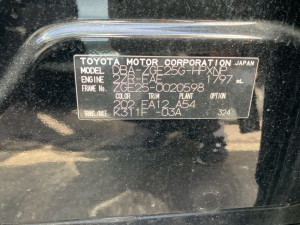 TOYOTA MOTOR CORPORATION JAPAN
MODEL DBA-ZGE25G-HPXNE
ENGINE 2ZR-FAE 1797 mL
FRAME No. ZGE25-0020598
COLOR TRIM PLANT OPTION
202 EA12 A54
TRANS/AXLE K311F -03A 324